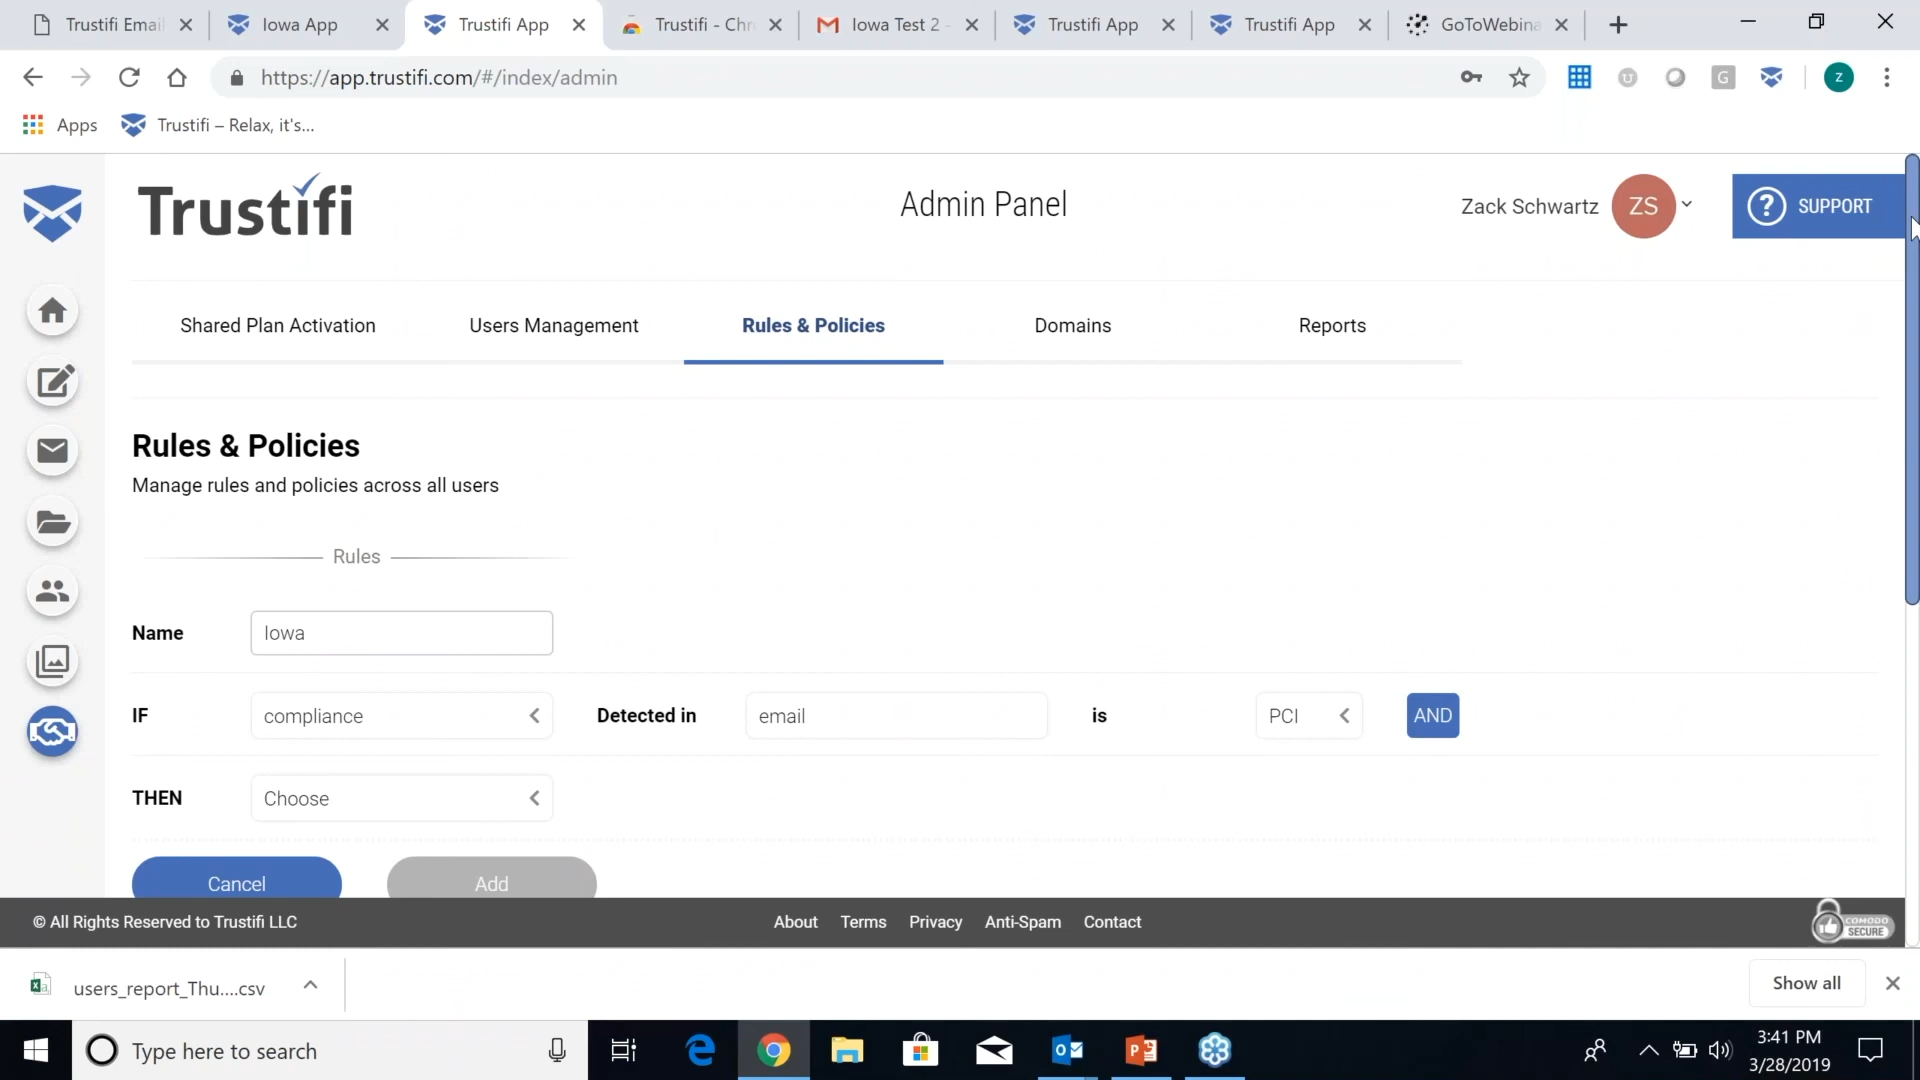 Trustifi Email
Iowa App
Trustifi App
Trustifi - Chr
Iowa Test 2 -
Trustifi App
Trustifi App
GoToWebina
https://app.trustifi.com/#/index/admin
G
Z
Apps
Trustifi – Relax, it's...
Trustifi
Admin Panel
Zack Schwartz
ZS
? SUPPORT
Shared Plan Activation
Users Management
Rules & Policies
Domains
Reports
Rules & Policies
Manage rules and policies across all users
Rules
Name
Iowa
IF
compliance
Detected in
email
is
PCI
AND
THEN
Choose
Cancel
Add
© All Rights Reserved to Trustifi LLC
About
Terms
Privacy
Anti-Spam
Contact
COMODO
SECURE
users_report_Thu....csv
Show all
Type here to search
3:41 PM
3/28/2019